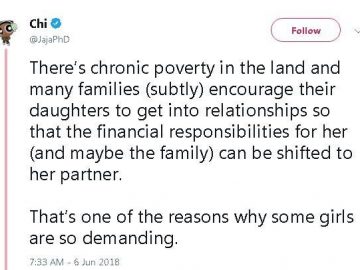 Chi
@JajaPhD
Follow
There's chronic poverty in the land and
many families (subtly) encourage their
daughters to get into relationships so
that the financial responsibilities for her
(and maybe the family) can be shifted to
her partner.
That's one of the reasons why some girls
are so demanding.
7:33 AM - 6 Jun 2018